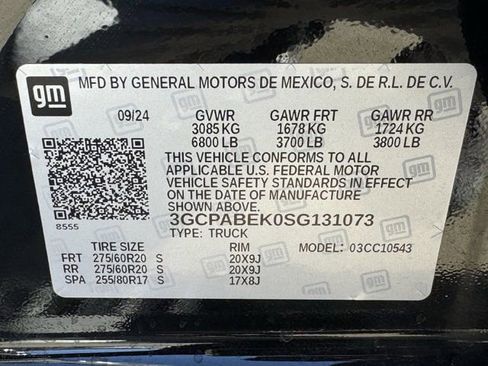 gm
MFD BY GENERAL MOTORS DE MEXICO, S. DE R.L. DE C.V.
gm
09/24 GVWR GAWR FRT GAWR RR
3085 KG 1678 KG 1724 KG
6800 LB 3700 LB 3800 LB
THIS VEHICLE CONFORMS TO ALL
APPLICABLE U.S. FEDERAL MOTOR
VEHICLE SAFETY STANDARDS IN EFFECT
ON THE DATE OF MANUFACTURE
SHOWN ABOVE.
8555
3GCPABEK0SG131073
TYPE: TRUCK MODEL: 03CC10543
TIRE SIZE RIM
FRT 275/60R20 S 20X9J
RR 275/60R20 S 20X9J
SPA 255/80R17 S 17X8J